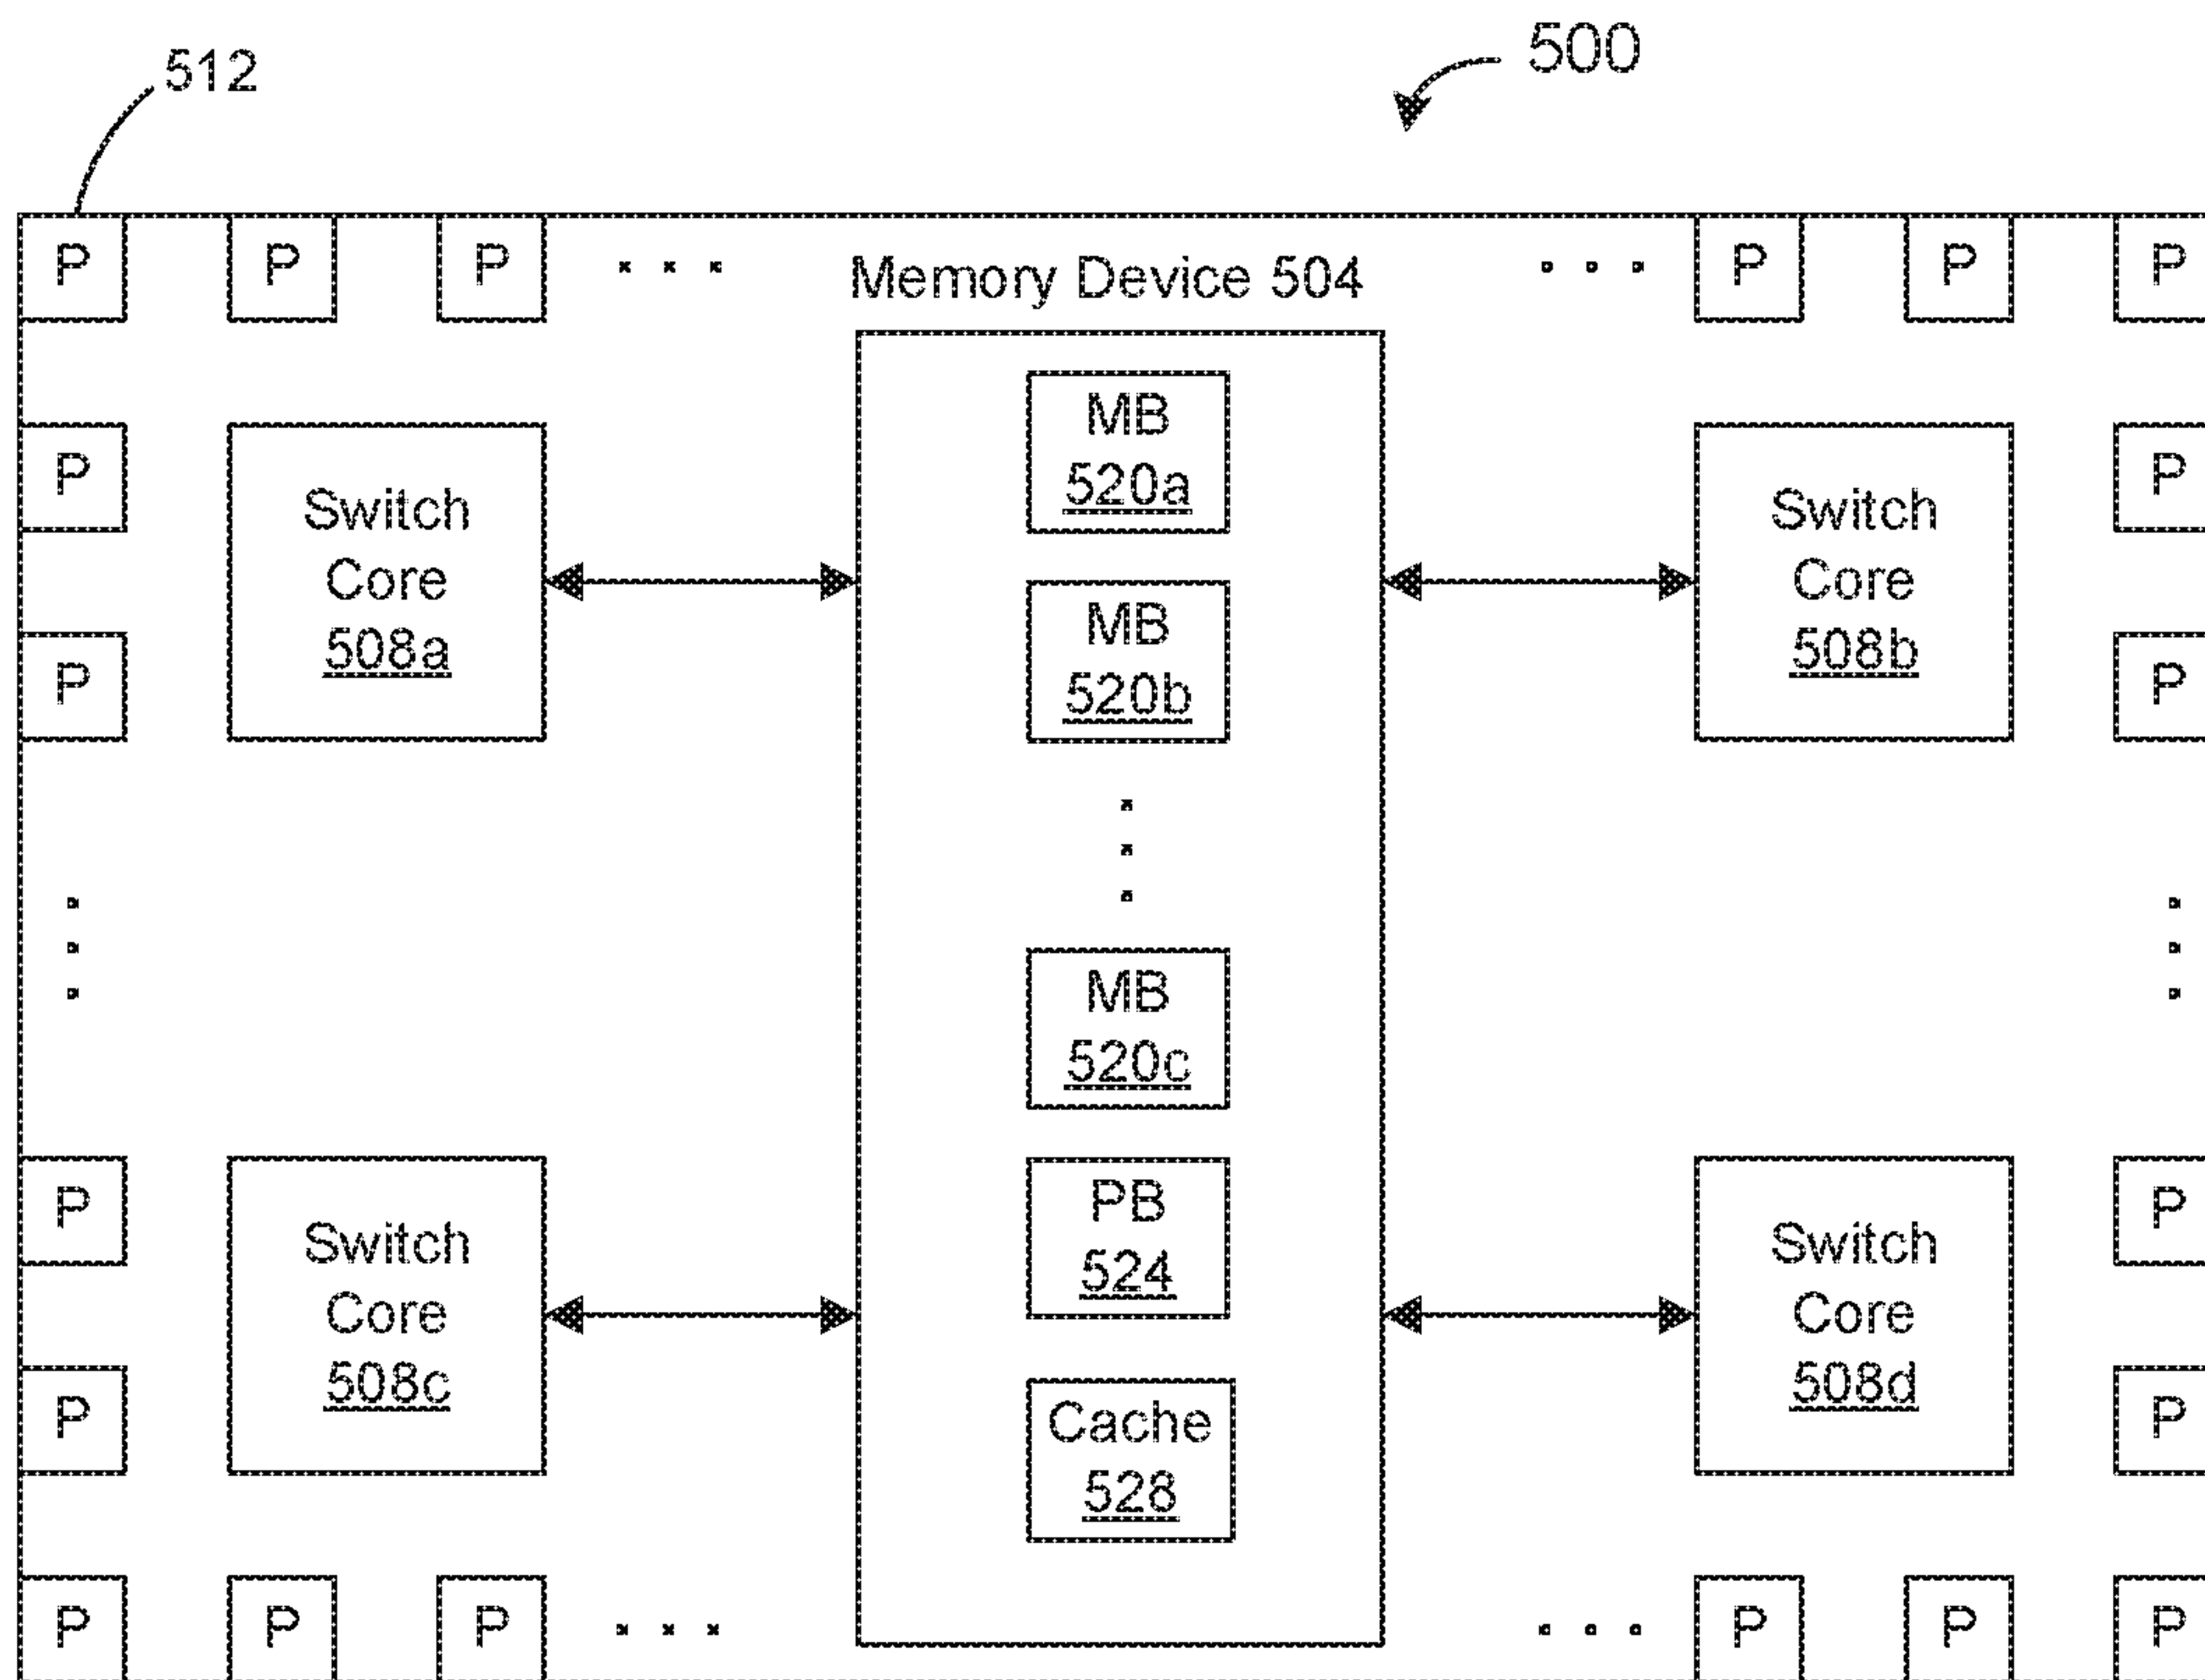 512
500
P P P . . . Memory Device 504 . . . P P P
MB
520a
P
Switch
Core
508a
P
P
Switch
Core
508b
P
P
MB
520b
.
.
.
MB
520c
P
Switch
Core
508c
P
PB
524
Switch
Core
508d
P
P
Cache
528
P P P . . . . . . P P P